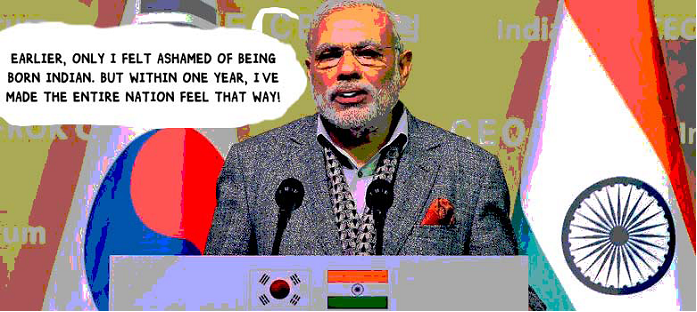 EARLIER, ONLY I FELT ASHAMED OF BEING
BORN INDIAN. BUT WITHIN ONE YEAR, I'VE
MADE THE ENTIRE NATION FEEL THAT WAY!
CEO
India
CEO
um